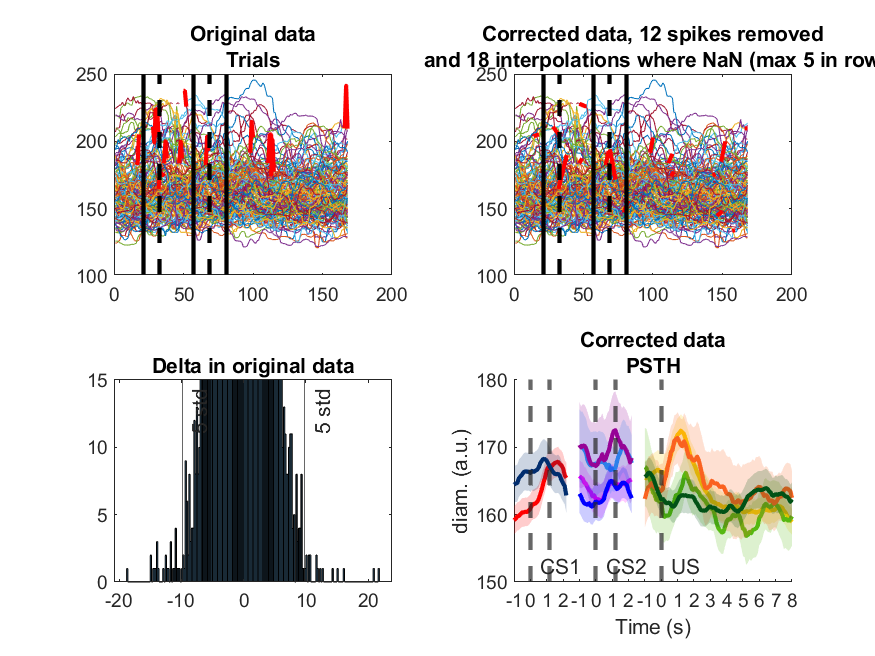 Original data
Trials
250
200
150
100
0 50 100 150 200
Corrected data, 12 spikes removed
and 18 interpolations where NaN (max 5 in row
250
200
150
100
0 50 100 150 200
Delta in original data
15
10
5
0
-20 -10 0 10 20
5 std
5 std
Corrected data
PSTH
180
170
160
150
diam. (a.u.)
CS1 CS2 US
-1 0 1 2 -1 0 1 2 -1 0 1 2 3 4 5 6 7 8
Time (s)